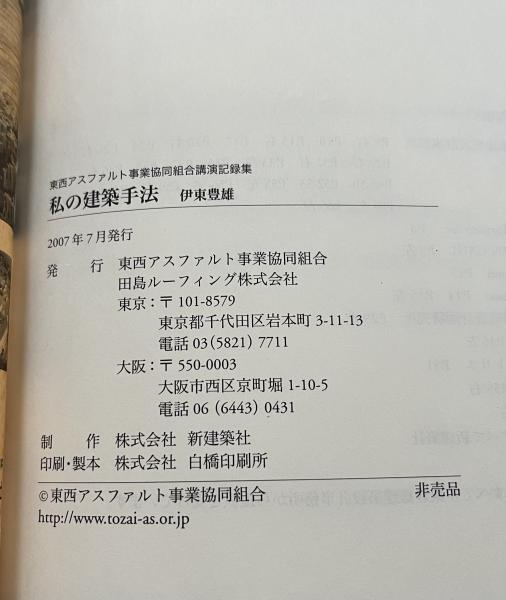 東西アスファルト事業協同組合講演記録集
私の建築手法 伊東豊雄
2007年7月発行
発 行 東西アスファルト事業協同組合
田島ルーフィング株式会社
東京:〒101-8579
東京都千代田区岩本町 3-11-13
電話 03 (5821) 7711
大阪:〒550-0003
大阪市西区京町堀 1-10-5
電話 06 (6443) 0431
制 作 株式会社 新建築社
印刷・製本 株式会社 白橋印刷所
©東西アスファルト事業協同組合 非売品
http://www.tozai-as.or.jp